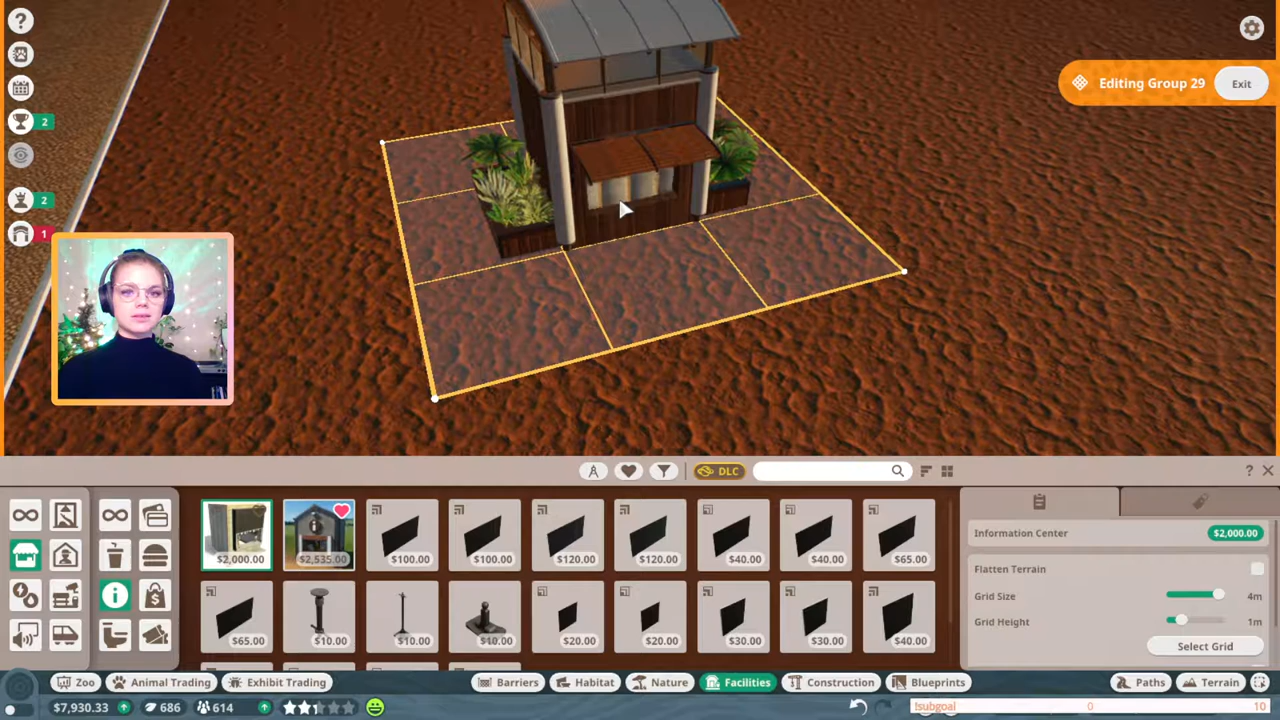 ?
2
2
1
Editing Group 29
Exit
DLC
?
$2,000.00
$2,535.00
$100.00
$100.00
$120.00
$120.00
$40.00
$40.00
$65.00
$65.00
$10.00
$10.00
$10.00
$20.00
$20.00
$30.00
$30.00
$40.00
Information Center
$2,000.00
Flatten Terrain
Grid Size
4m
Grid Height
1m
Select Grid
Zoo
Animal Trading
Exhibit Trading
Barriers
Habitat
Nature
Facilities
Construction
Blueprints
Paths
Terrain
$7,930.33
686
614
!subgoal
0
10